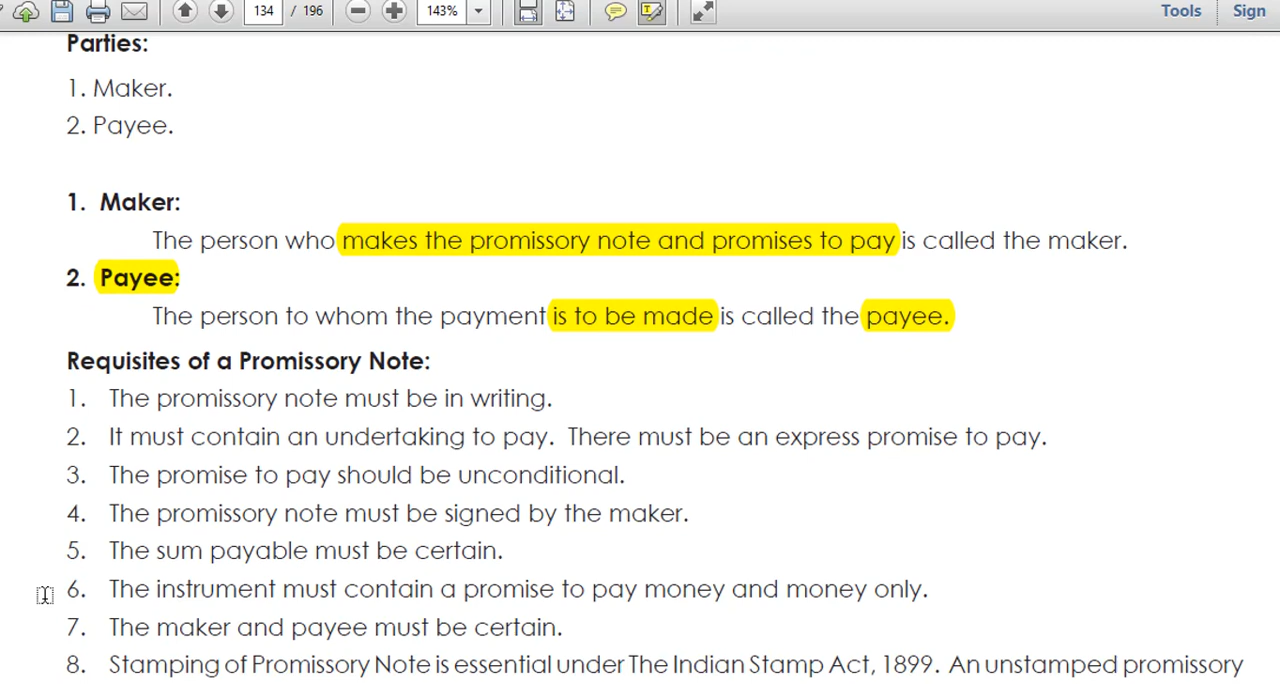 134 / 196 143% Tools Sign
Parties:
1. Maker.
2. Payee.
1. Maker:
The person who makes the promissory note and promises to pay is called the maker.
2. Payee:
The person to whom the payment is to be made is called the payee.
Requisites of a Promissory Note:
1. The promissory note must be in writing.
2. It must contain an undertaking to pay. There must be an express promise to pay.
3. The promise to pay should be unconditional.
4. The promissory note must be signed by the maker.
5. The sum payable must be certain.
6. The instrument must contain a promise to pay money and money only.
7. The maker and payee must be certain.
8. Stamping of Promissory Note is essential under The Indian Stamp Act, 1899. An unstamped promissory